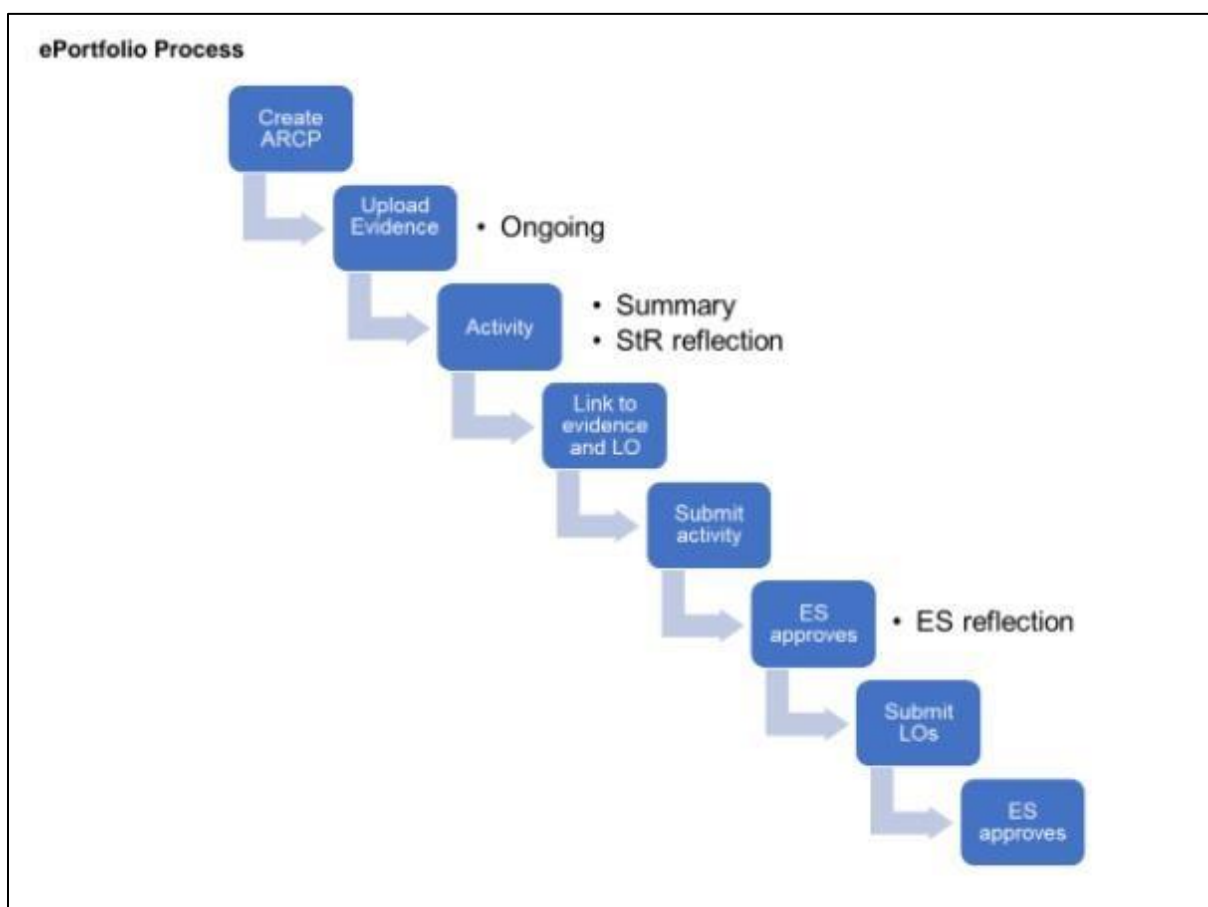 ePortfolio Process
Create
ARCP
Upload
Evidence
• Ongoing
Activity
• Summary
• StR reflection
Link to
evidence
and LO
Submit
activity
ES
approves
• ES reflection
Submit
LOs
ES
approves